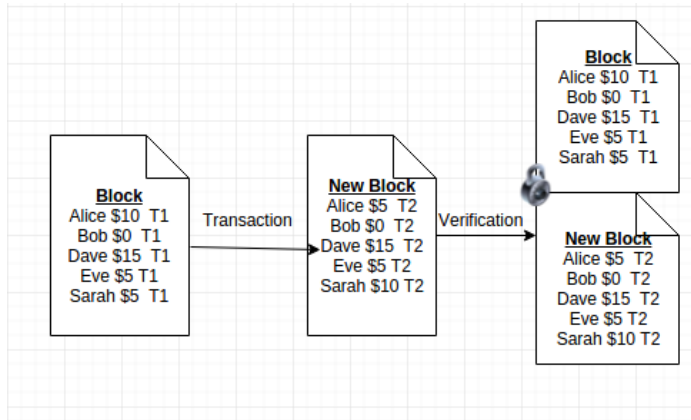 Block
Alice $10 T1
Bob $0 T1
Dave $15 T1
Eve $5 T1
Sarah $5 T1
Transaction
New Block
Alice $5 T2
Bob $0 T2
Dave $15 T2
Eve $5 T2
Sarah $10 T2
Verification
Block
Alice $10 T1
Bob $0 T1
Dave $15 T1
Eve $5 T1
Sarah $5 T1
New Block
Alice $5 T2
Bob $0 T2
Dave $15 T2
Eve $5 T2
Sarah $10 T2